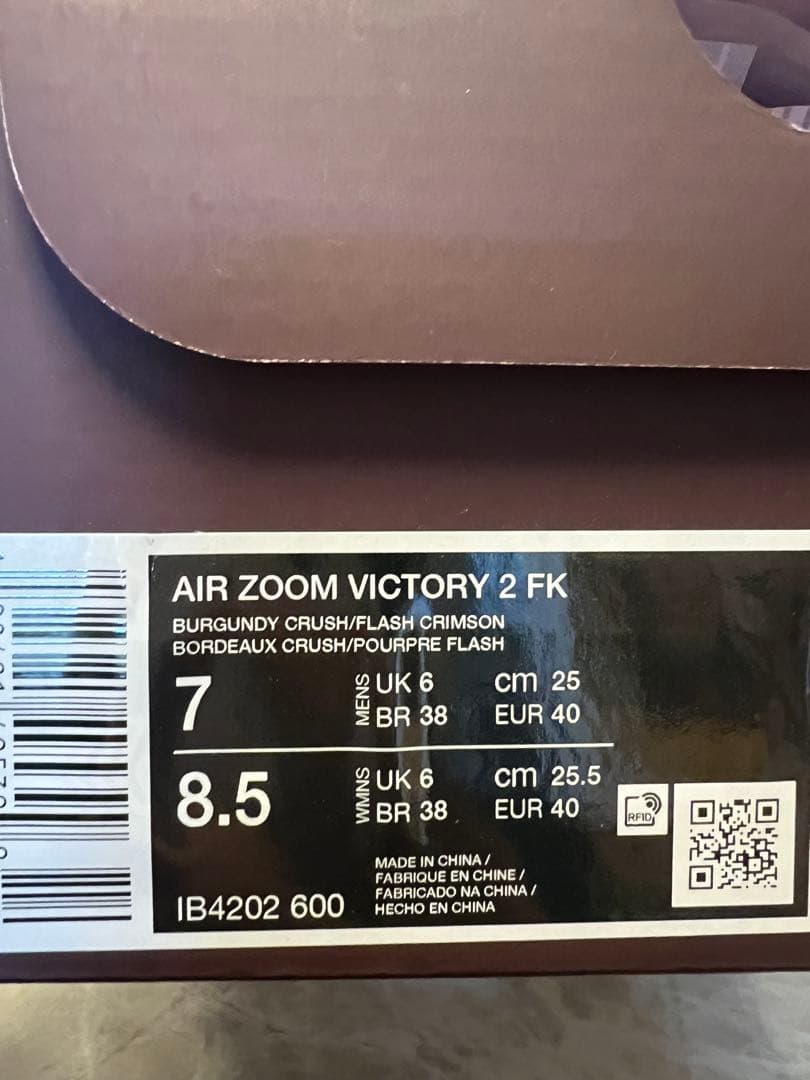 AIR ZOOM VICTORY 2 FK
BURGUNDY CRUSH/FLASH CRIMSON
BORDEAUX CRUSH/POURPRE FLASH
7 MENS UK 6 cm 25
BR 38 EUR 40
8.5 WMNS UK 6 cm 25.5
BR 38 EUR 40
RFID
MADE IN CHINA /
FABRIQUE EN CHINE /
FABRICADO NA CHINA /
HECHO EN CHINA
IB4202 600